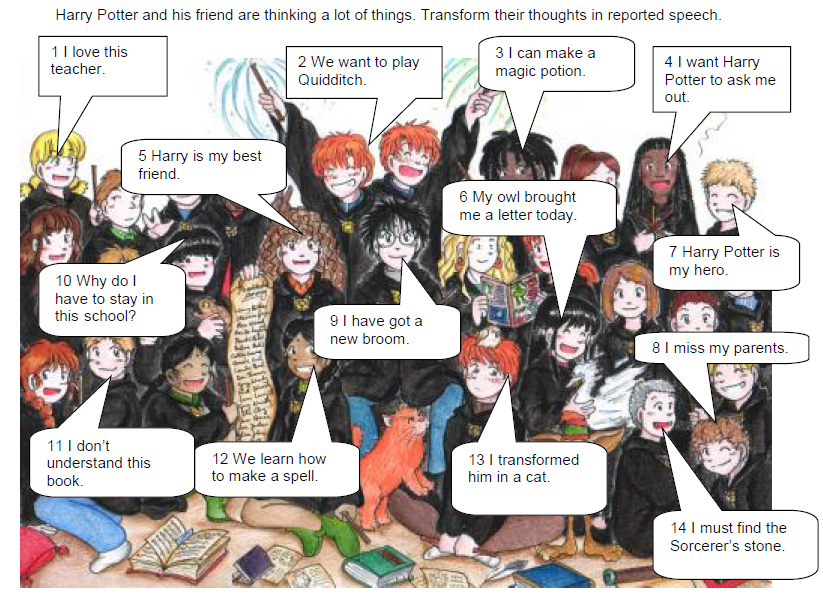 Harry Potter and his friend are thinking a lot of things. Transform their thoughts in reported speech.
1 I love this
teacher.
2 We want to play
Quidditch.
3 I can make a
magic potion.
4 I want Harry
Potter to ask me
out.
5 Harry is my best
friend.
6 My owl brought
me a letter today.
7 Harry Potter is
my hero.
10 Why do I
have to stay in
this school?
9 I have got a
new broom.
8 I miss my parents.
11 I don't
understand this
book.
12 We learn how
to make a spell.
13 I transformed
him in a cat.
14 I must find the
Sorcerer's stone.